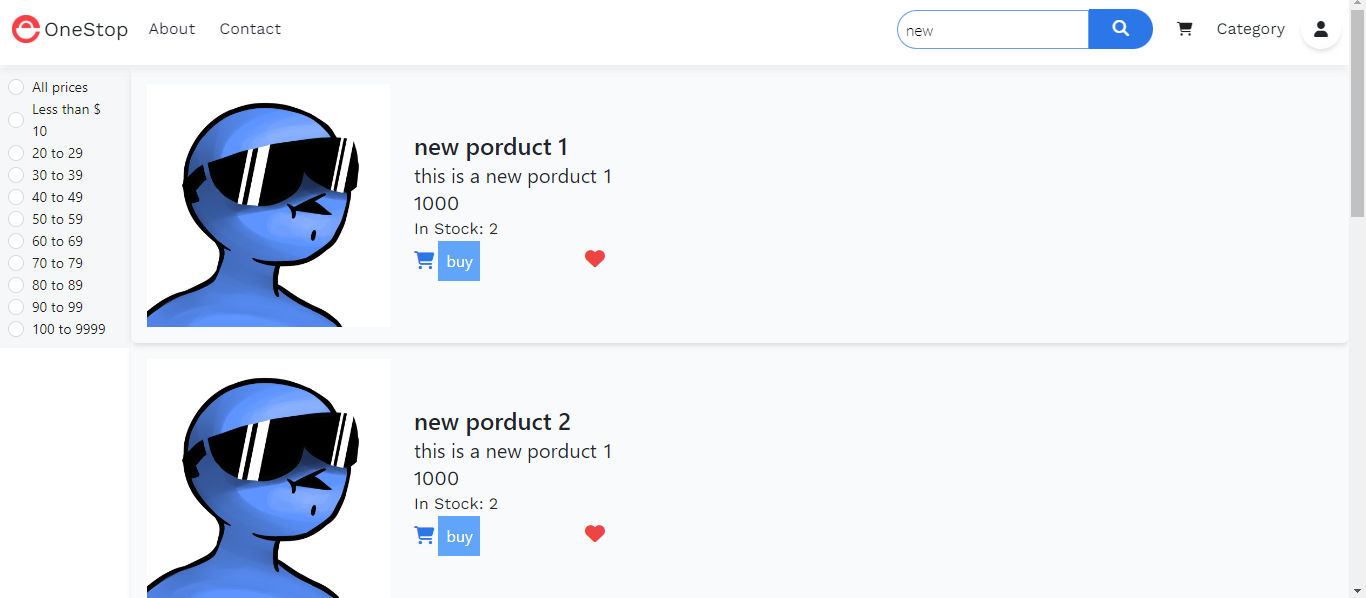 OneStop About Contact new Category
All prices
Less than $
10
20 to 29
30 to 39
40 to 49
50 to 59
60 to 69
70 to 79
80 to 89
90 to 99
100 to 9999
new porduct 1
this is a new porduct 1
1000
In Stock: 2
buy
new porduct 2
this is a new porduct 1
1000
In Stock: 2
buy